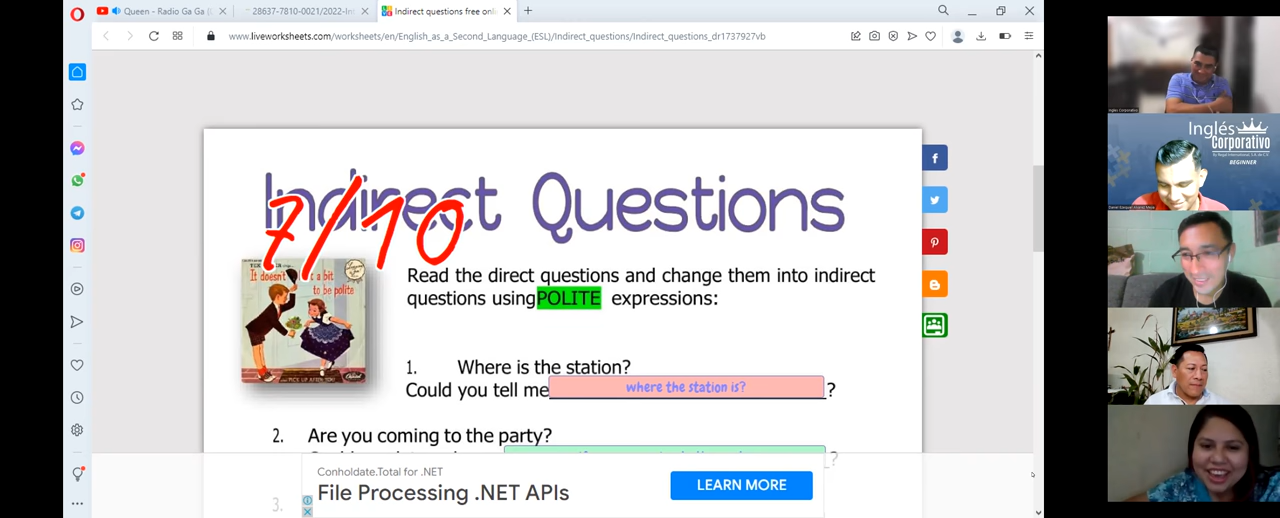 Queen - Radio Ga Ga (
28637-7810-0021/2022-In
Indirect questions free onli
www.liveworksheets.com/worksheets/en/English_as_a_Second_Language_(ESL)/Indirect_questions/Indirect_questions_dr1737927vb
Indirect Questions
7/10
It doesn't
a bit
to be polite
Read the direct questions and change them into indirect
questions using POLITE expressions:
1. Where is the station?
Could you tell me where the station is? ?
2. Are you coming to the party?
?
3.
Conholdate.Total for .NET
File Processing .NET APIs
LEARN MORE
Inglés Corporativo
Inglés
Corporativo
BEGINNER